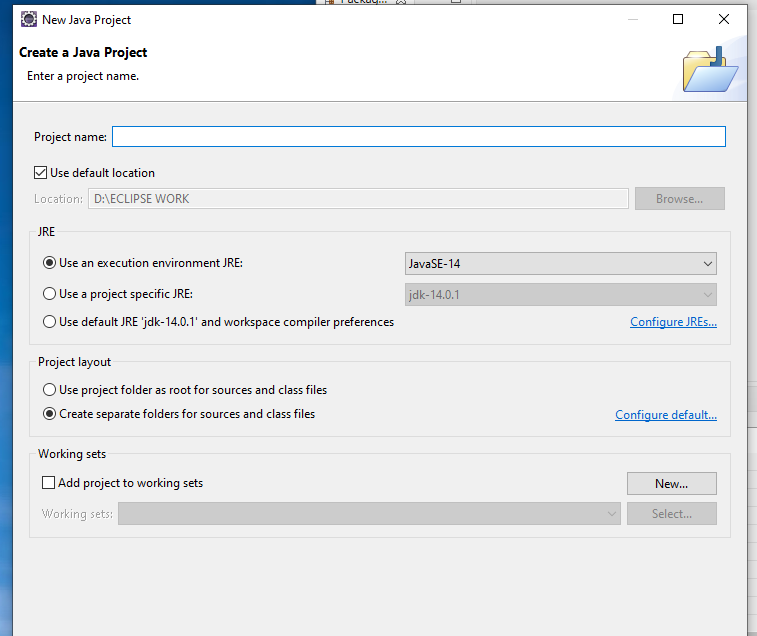 Packag...
New Java Project
Create a Java Project
Enter a project name.
Project name:
Use default location
Location: D:\ECLIPSE WORK Browse...
JRE
Use an execution environment JRE: JavaSE-14
Use a project specific JRE: jdk-14.0.1
Use default JRE 'jdk-14.0.1' and workspace compiler preferences Configure JREs...
Project layout
Use project folder as root for sources and class files
Create separate folders for sources and class files Configure default...
Working sets
Add project to working sets New...
Working sets: Select...